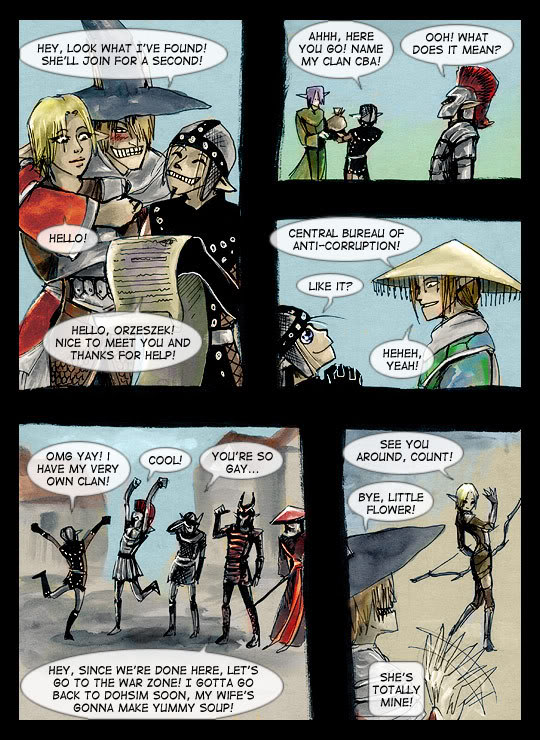 HEY, LOOK WHAT I'VE FOUND!
SHE'LL JOIN FOR A SECOND!
HELLO!
HELLO, ORZESZEK!
NICE TO MEET YOU AND
THANKS FOR HELP!
AHHH, HERE
YOU GO! NAME
MY CLAN CBA!
OOH! WHAT
DOES IT MEAN?
CENTRAL BUREAU OF
ANTI-CORRUPTION!
LIKE IT?
HEHEH,
YEAH!
OMG YAY! I
HAVE MY VERY
OWN CLAN!
COOL!
YOU'RE SO
GAY...
HEY, SINCE WE'RE DONE HERE, LET'S
GO TO THE WAR ZONE! I GOTTA GO
BACK TO DOHSIM SOON, MY WIFE'S
GONNA MAKE YUMMY SOUP!
SEE YOU
AROUND, COUNT!
BYE, LITTLE
FLOWER!
SHE'S
TOTALLY
MINE!